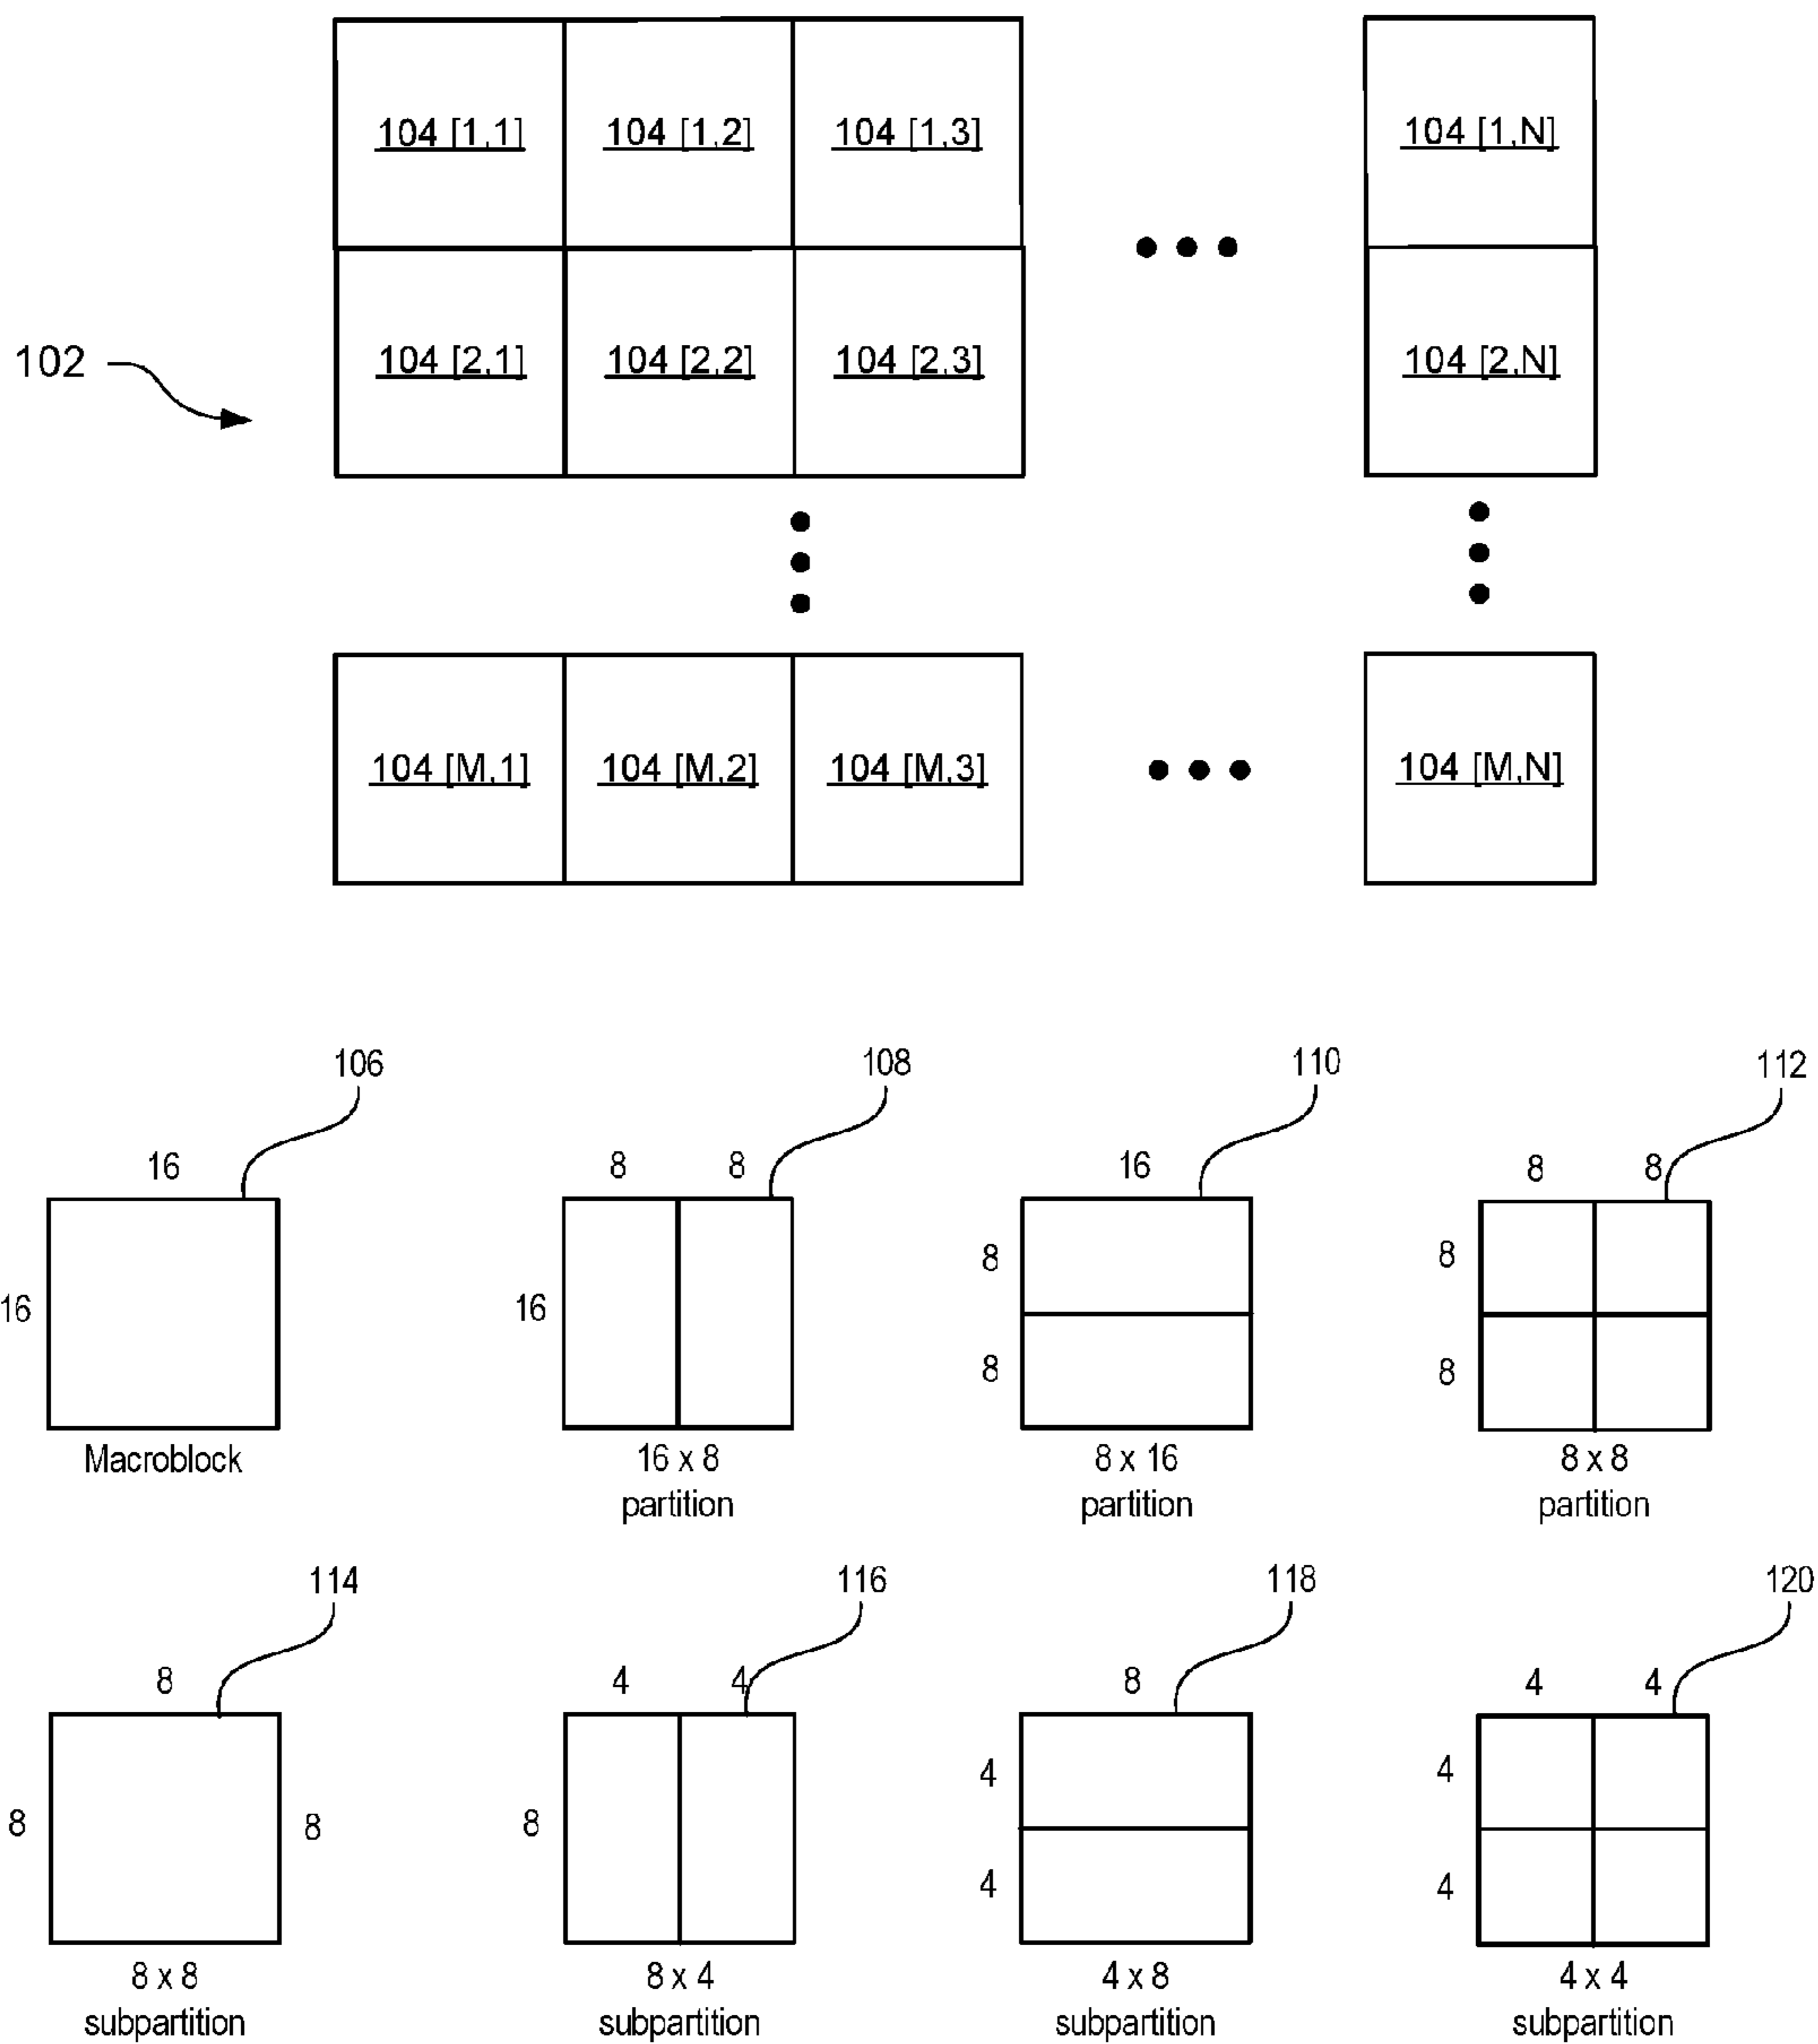 104 [1,1] 104 [1,2] 104 [1,3] 104 [1,N]
102 104 [2,1] 104 [2,2] 104 [2,3] 104 [2,N]
104 [M,1] 104 [M,2] 104 [M,3] 104 [M,N]
106 108 110 112
16 8 8 16 8 8
8 8
16 16
8 8
Macroblock 16 x 8 8 x 16 8 x 8
partition partition partition
114 116 118 120
8 4 4 8 4 4
4 4
8 8 8
4 4
8 x 8 8 x 4 4 x 8 4 x 4
subpartition subpartition subpartition subpartition